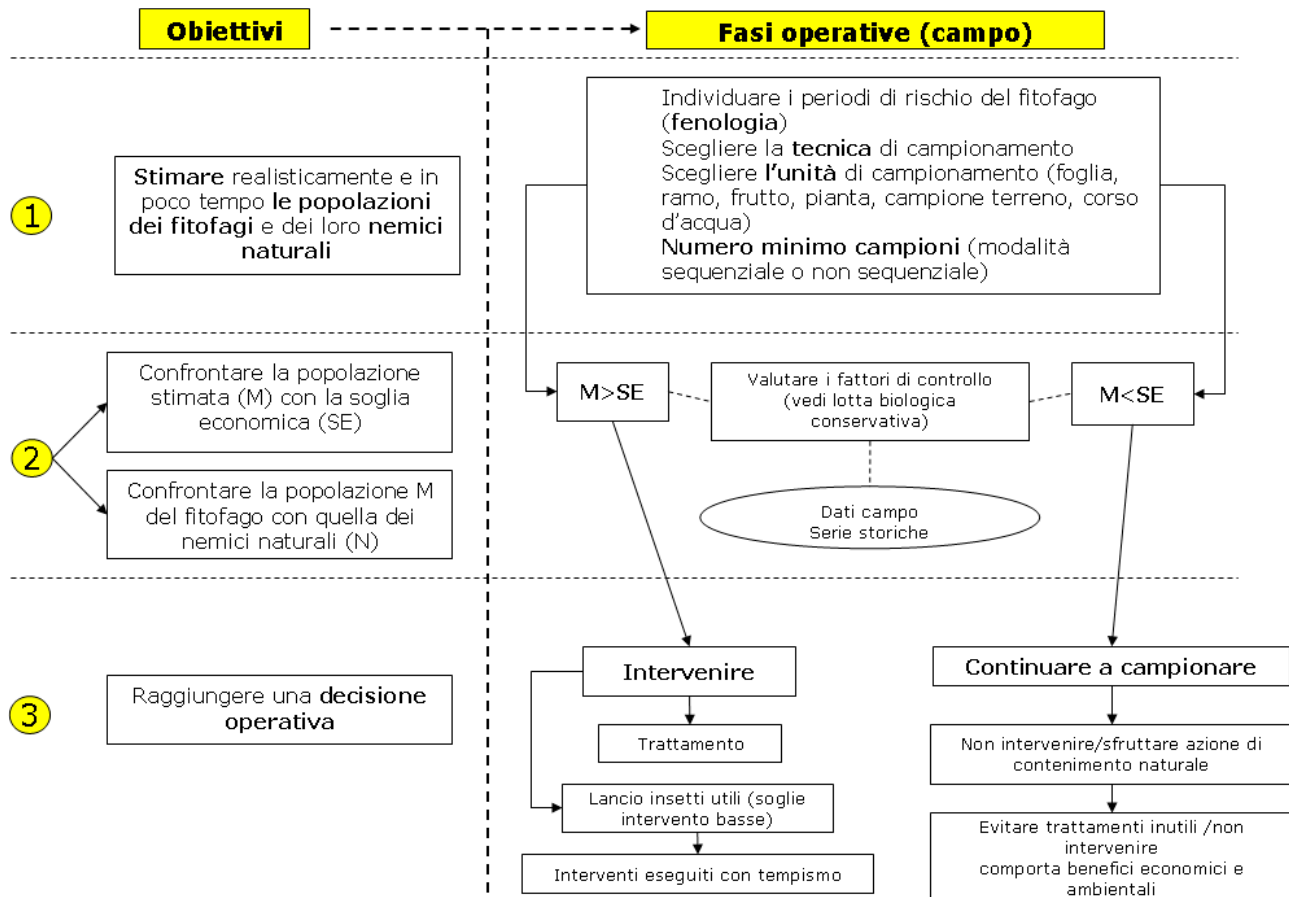 Obiettivi
Fasi operative (campo)
1
Stimare realisticamente e in
poco tempo le popolazioni
dei fitofagi e dei loro nemici
naturali
Individuare i periodi di rischio del fitofago
(fenologia)
Scegliere la tecnica di campionamento
Scegliere l'unità di campionamento (foglia,
ramo, frutto, pianta, campione terreno, corso
d'acqua)
Numero minimo campioni (modalità
sequenziale o non sequenziale)
2
Confrontare la popolazione
stimata (M) con la soglia
economica (SE)
Confrontare la popolazione M
del fitofago con quella dei
nemici naturali (N)
M>SE
Valutare i fattori di controllo
(vedi lotta biologica
conservativa)
M<SE
Dati campo
Serie storiche
3
Raggiungere una decisione
operativa
Intervenire
Trattamento
Lancio insetti utili (soglie
intervento basse)
Interventi eseguiti con tempismo
Continuare a campionare
Non intervenire/sfruttare azione di
contenimento naturale
Evitare trattamenti inutili /non
intervenire
comporta benefici economici e
ambientali